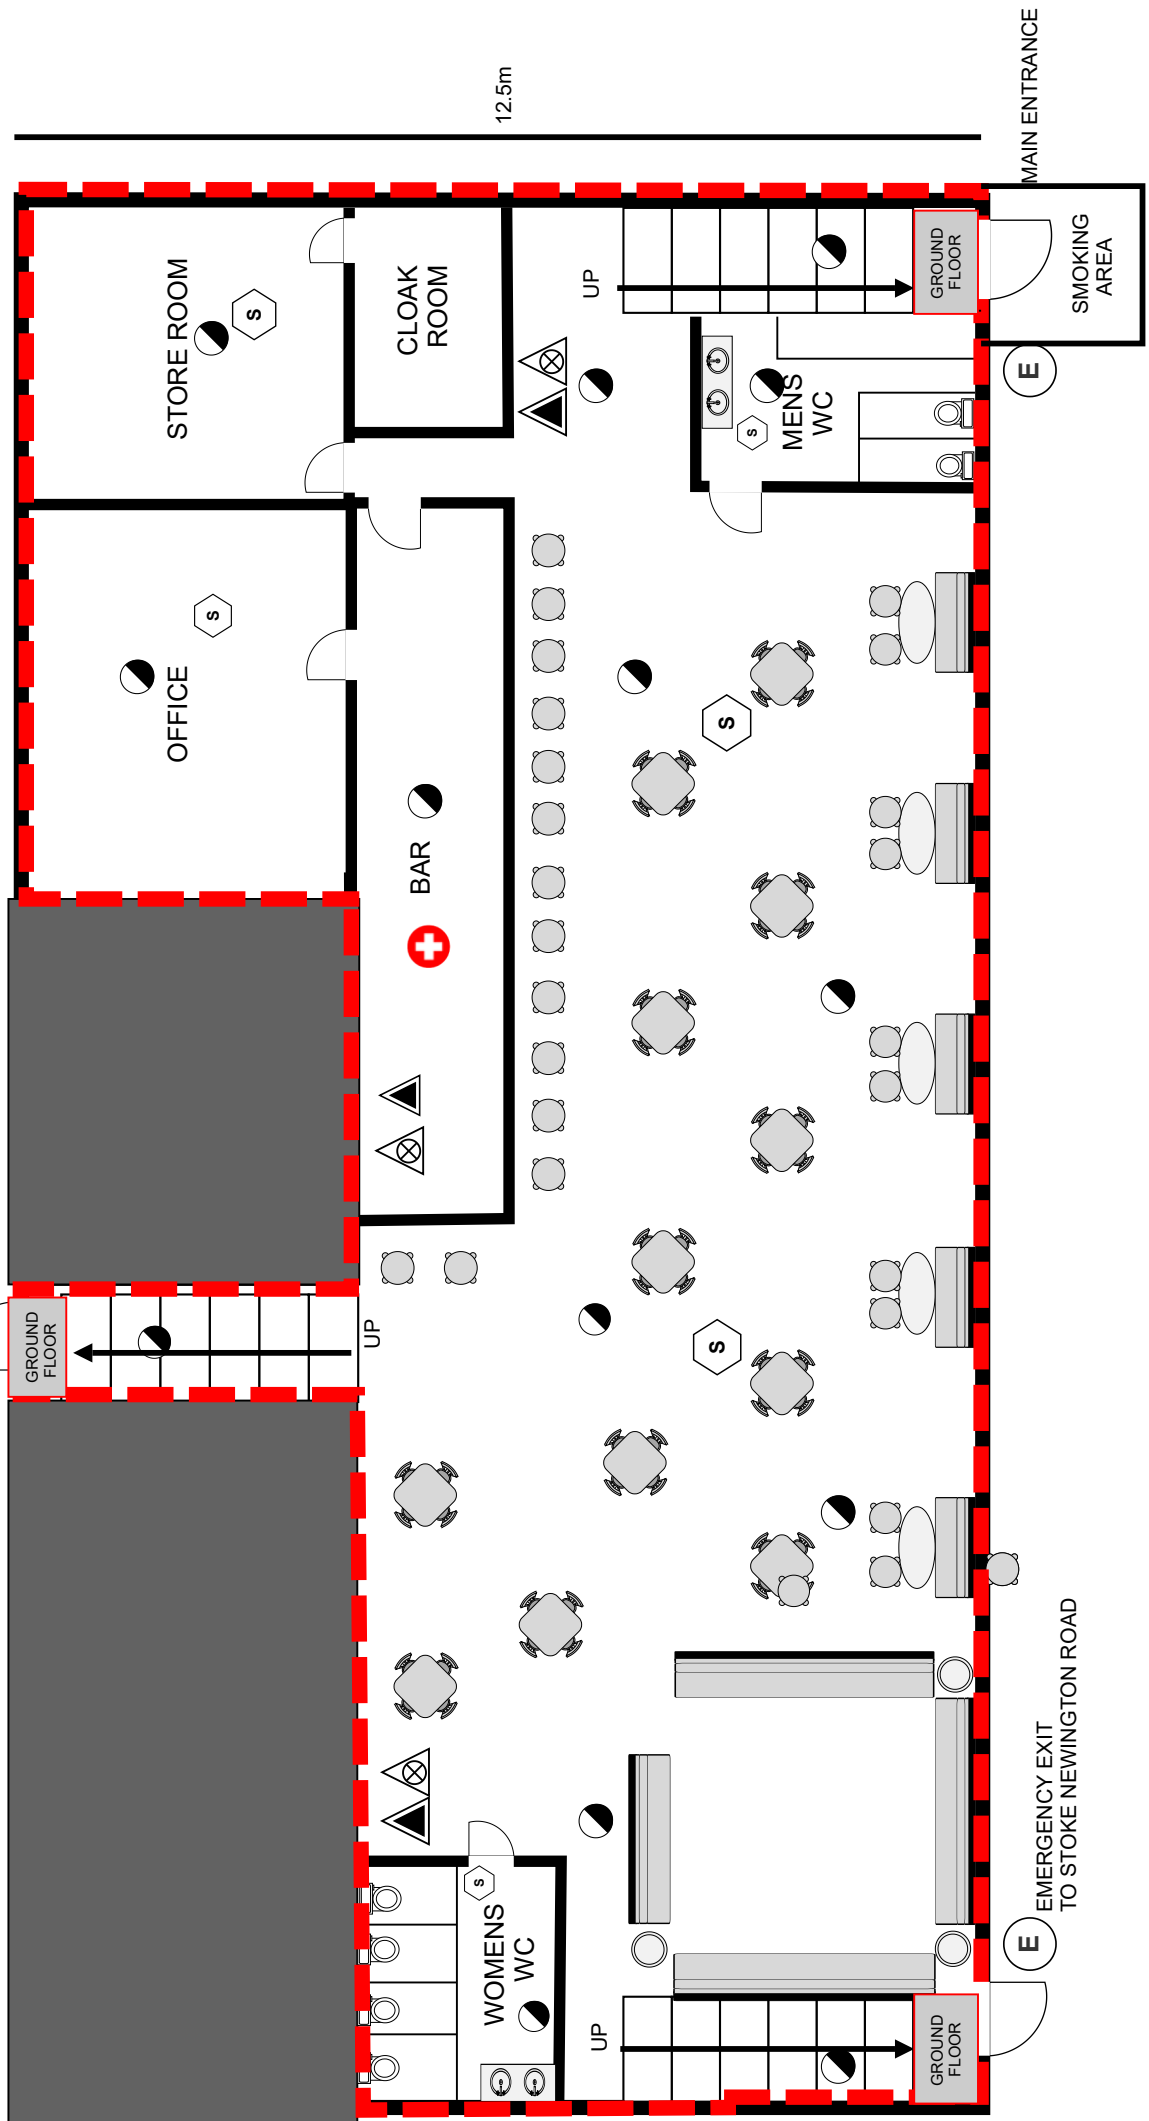 12.5m
MAIN ENTRANCE
STORE ROOM
S
CLOAK
ROOM
UP
GROUND
FLOOR
SMOKING
AREA
E
MENS
WC
S
OFFICE
S
BAR
S
GROUND
FLOOR
UP
S
EMERGENCY EXIT
TO STOKE NEWINGTON ROAD
E
WOMENS
WC
S
UP
GROUND
FLOOR